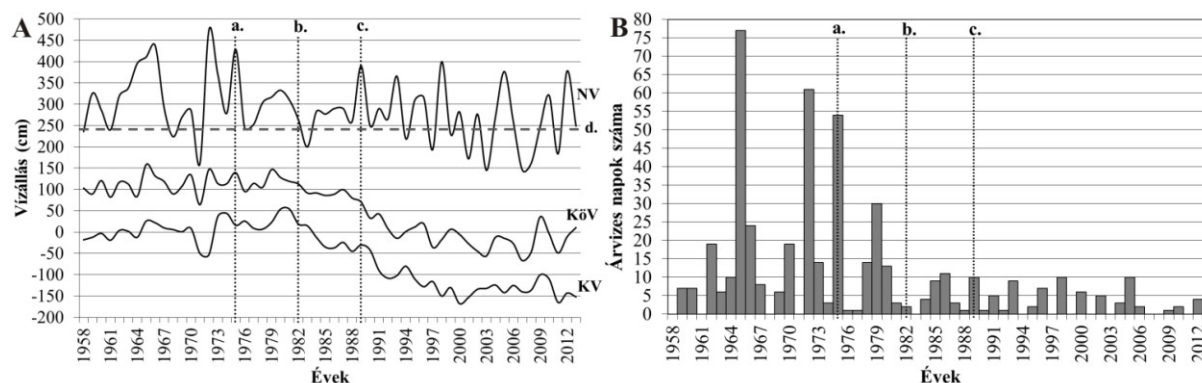 A
Vízállás (cm)
500
450
400
350
300
250
200
150
100
50
0
-50
-100
-150
-200
a.
b.
c.
NV
d.
KöV
KV
1958 1961 1964 1967 1970 1973 1976 1979 1982 1985 1988 1991 1994 1997 2000 2003 2006 2009 2012
Évek
B
Árvizes napok száma
80
75
70
65
60
55
50
45
40
35
30
25
20
15
10
5
0
a.
b.
c.
1958 1961 1964 1967 1970 1973 1976 1979 1982 1985 1988 1991 1994 1997 2000 2003 2006 2009 2012
Évek